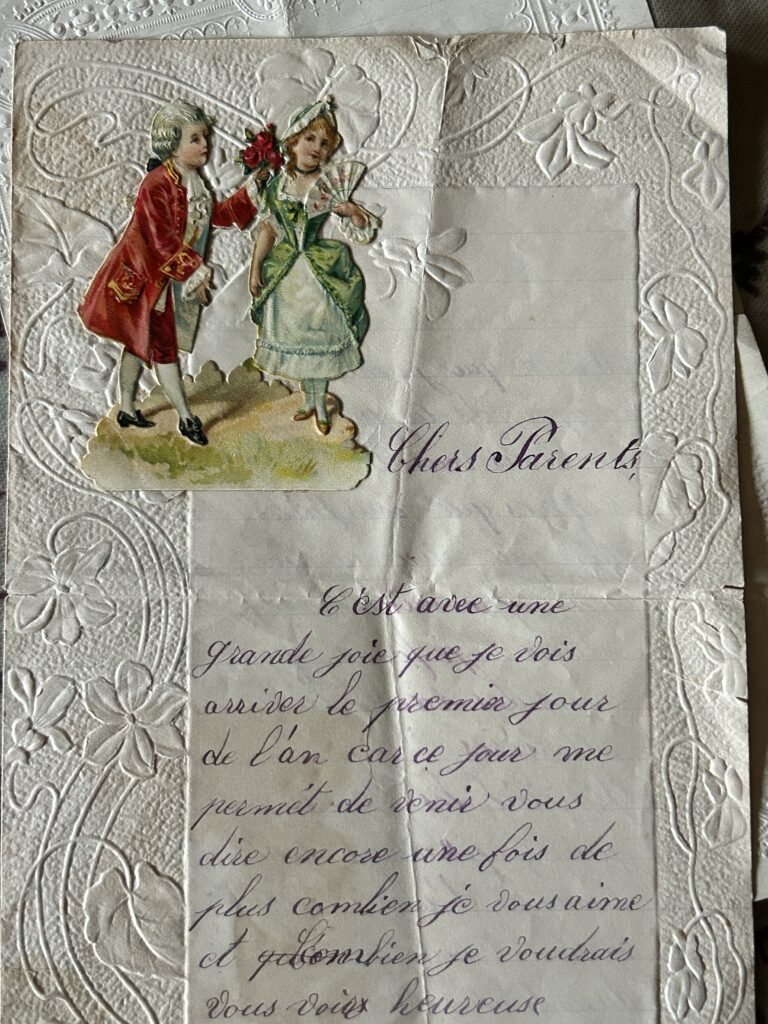 Chers Parents,
C'est avec une
grande joie que je vois
arriver le premier jour
de l'an car ce jour me
permét de venir vous
dire encore une fois de
plus combien je vous aime
et combien je voudrais
vous voir heureuse